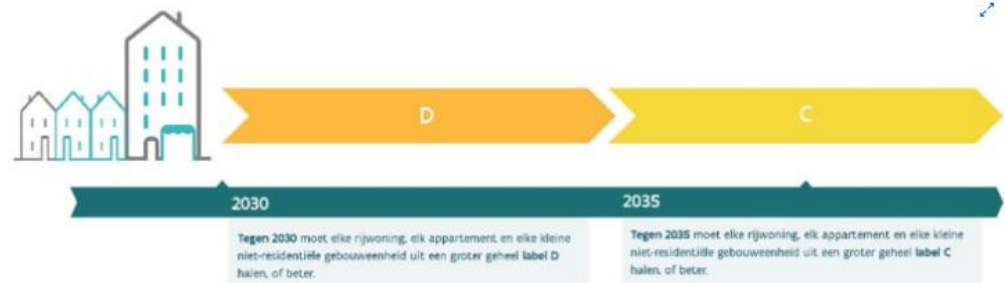 D
C
2030
2035
Tegen 2030 moet elke rijwoning, elk appartement en elke kleine
niet-residentiële gebouweenheid uit een groter geheel label D
halen, of beter.
Tegen 2035 moet elke rijwoning, elk appartement en elke kleine
niet-residentiële gebouweenheid uit een groter geheel label C
halen, of beter.